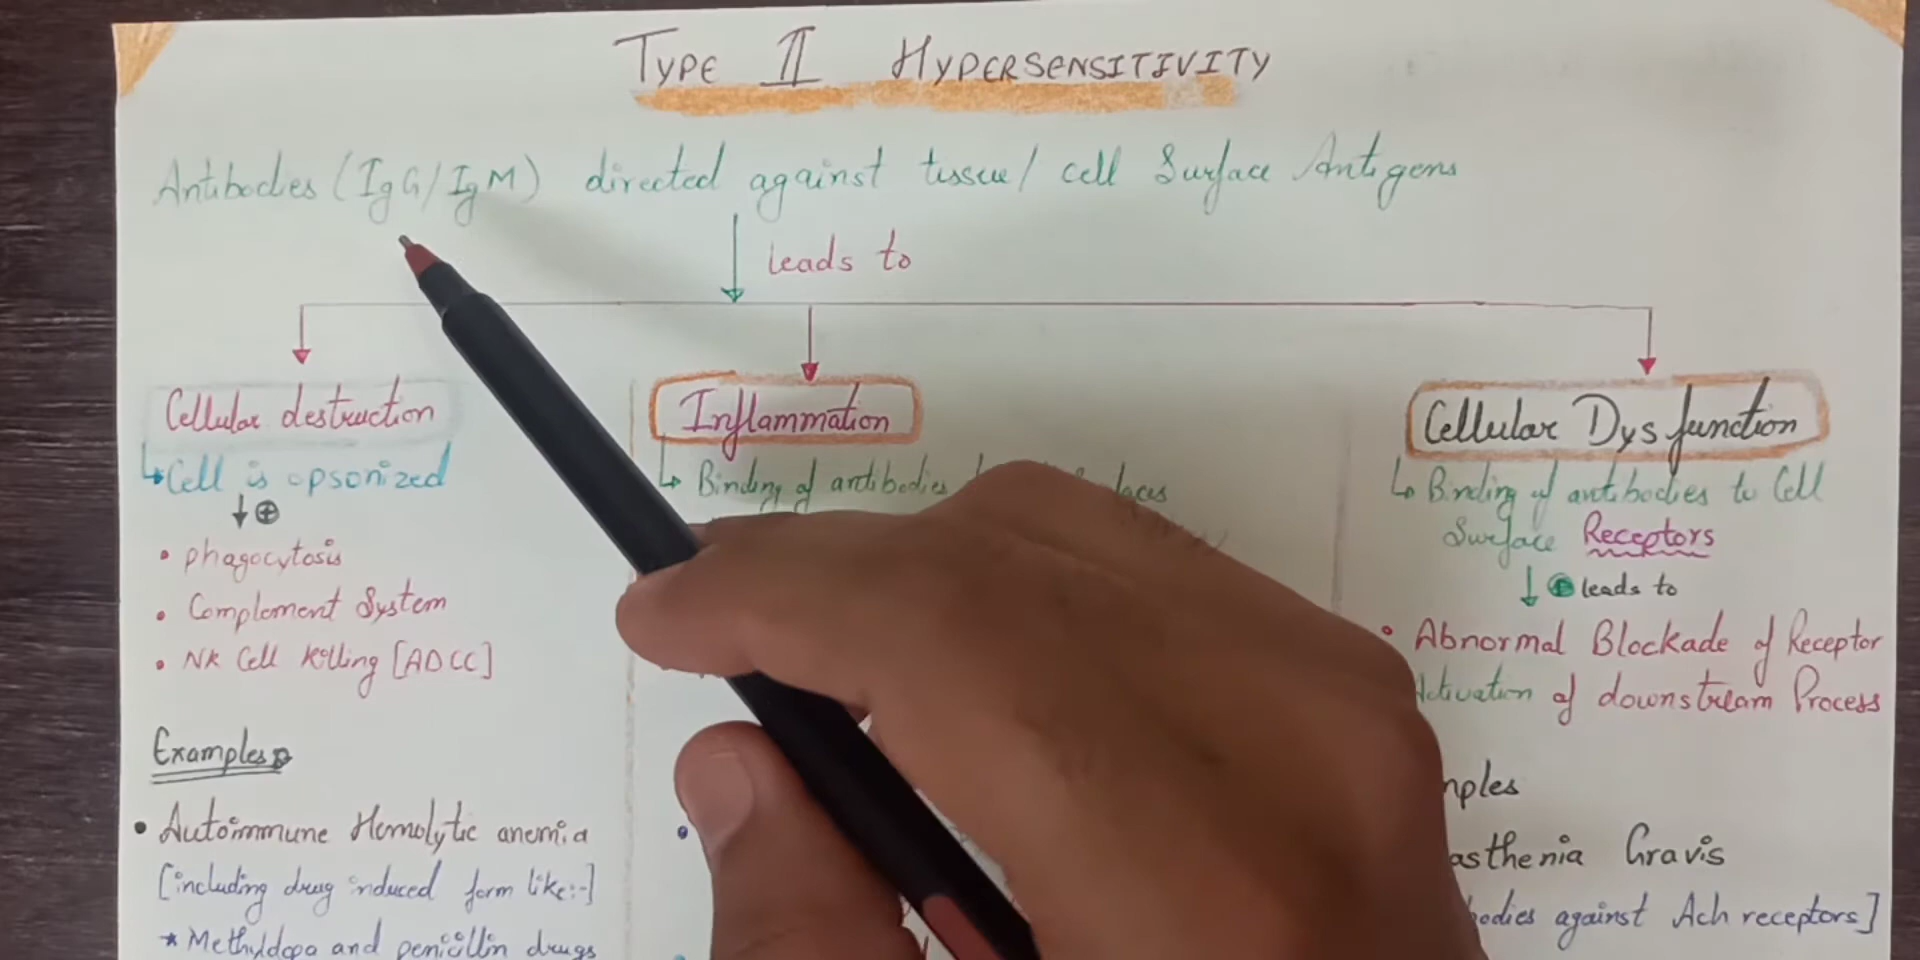 Type II Hypersensitivity
Antibodies (IgG/IgM) directed against tissue/ cell Surface Antigens
leads to
Cellular destruction
Cell is opsonized
• phagocytosis
• Complement System
• NK Cell Killing [ADCC]
Examples
• Autoimmune Hemolytic anemia
[including drug induced form like:-]
* Methyldopa and penicillin drugs
Inflammation
Binding of antibodies
Cellular Dysfunction
Binding of antibodies to Cell
Surface Receptors
leads to
• Abnormal Blockade of Receptor
Activation of downstream Process
mples
asthenia Gravis
bodies against Ach receptors]